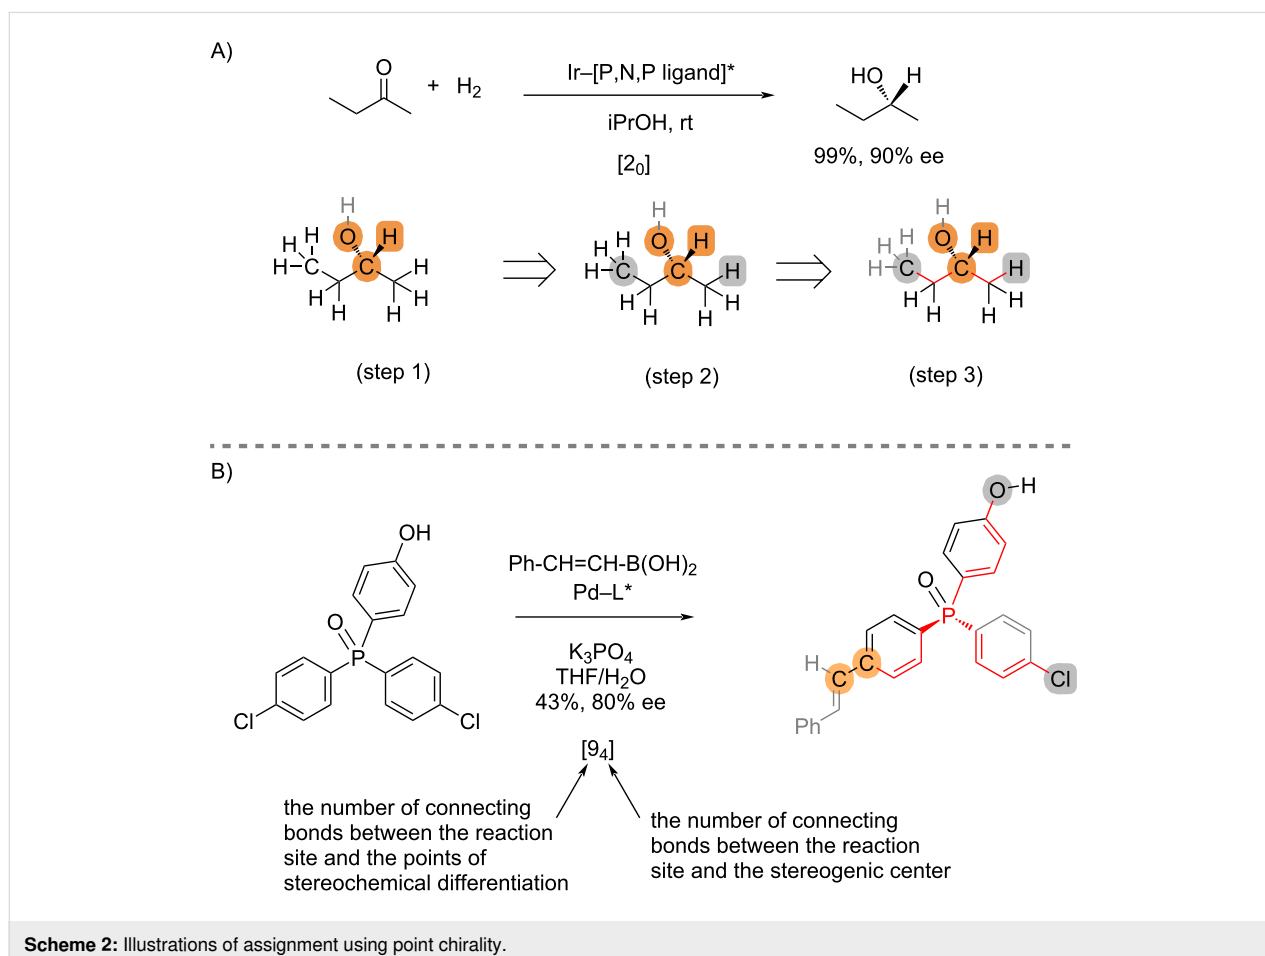 A)
O
+ H₂
Ir–[P,N,P ligand]*
iPrOH, rt
[2₀]
HO H
99%, 90% ee
H
H H O H
H C C H
H H H H
(step 1)
H
H H O H
H C C H
H H H H
(step 2)
H
H H O H
H C C H
H H H H
(step 3)
B)
OH
O
P
Cl Cl
Ph-CH=CH-B(OH)₂
Pd–L*
K₃PO₄
THF/H₂O
43%, 80% ee
[9₄]
O H
O
P
H C C
Cl
Ph
the number of connecting
bonds between the reaction
site and the points of
stereochemical differentiation
the number of connecting
bonds between the reaction
site and the stereogenic center
Scheme 2: Illustrations of assignment using point chirality.